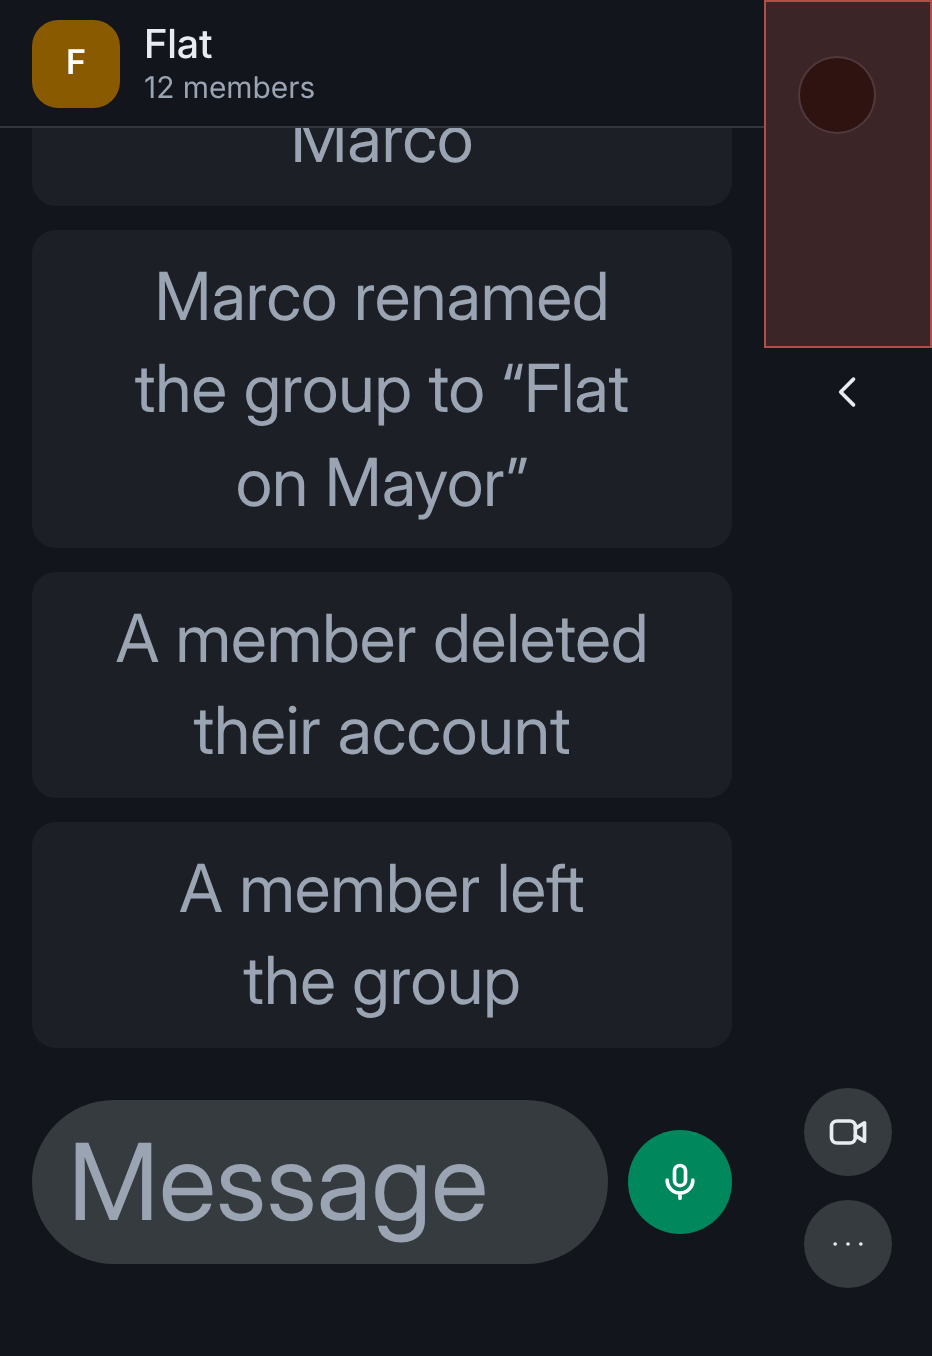 F
Flat
12 members
Marco
Marco renamed
the group to “Flat
on Mayor”
A member deleted
their account
A member left
the group
Message